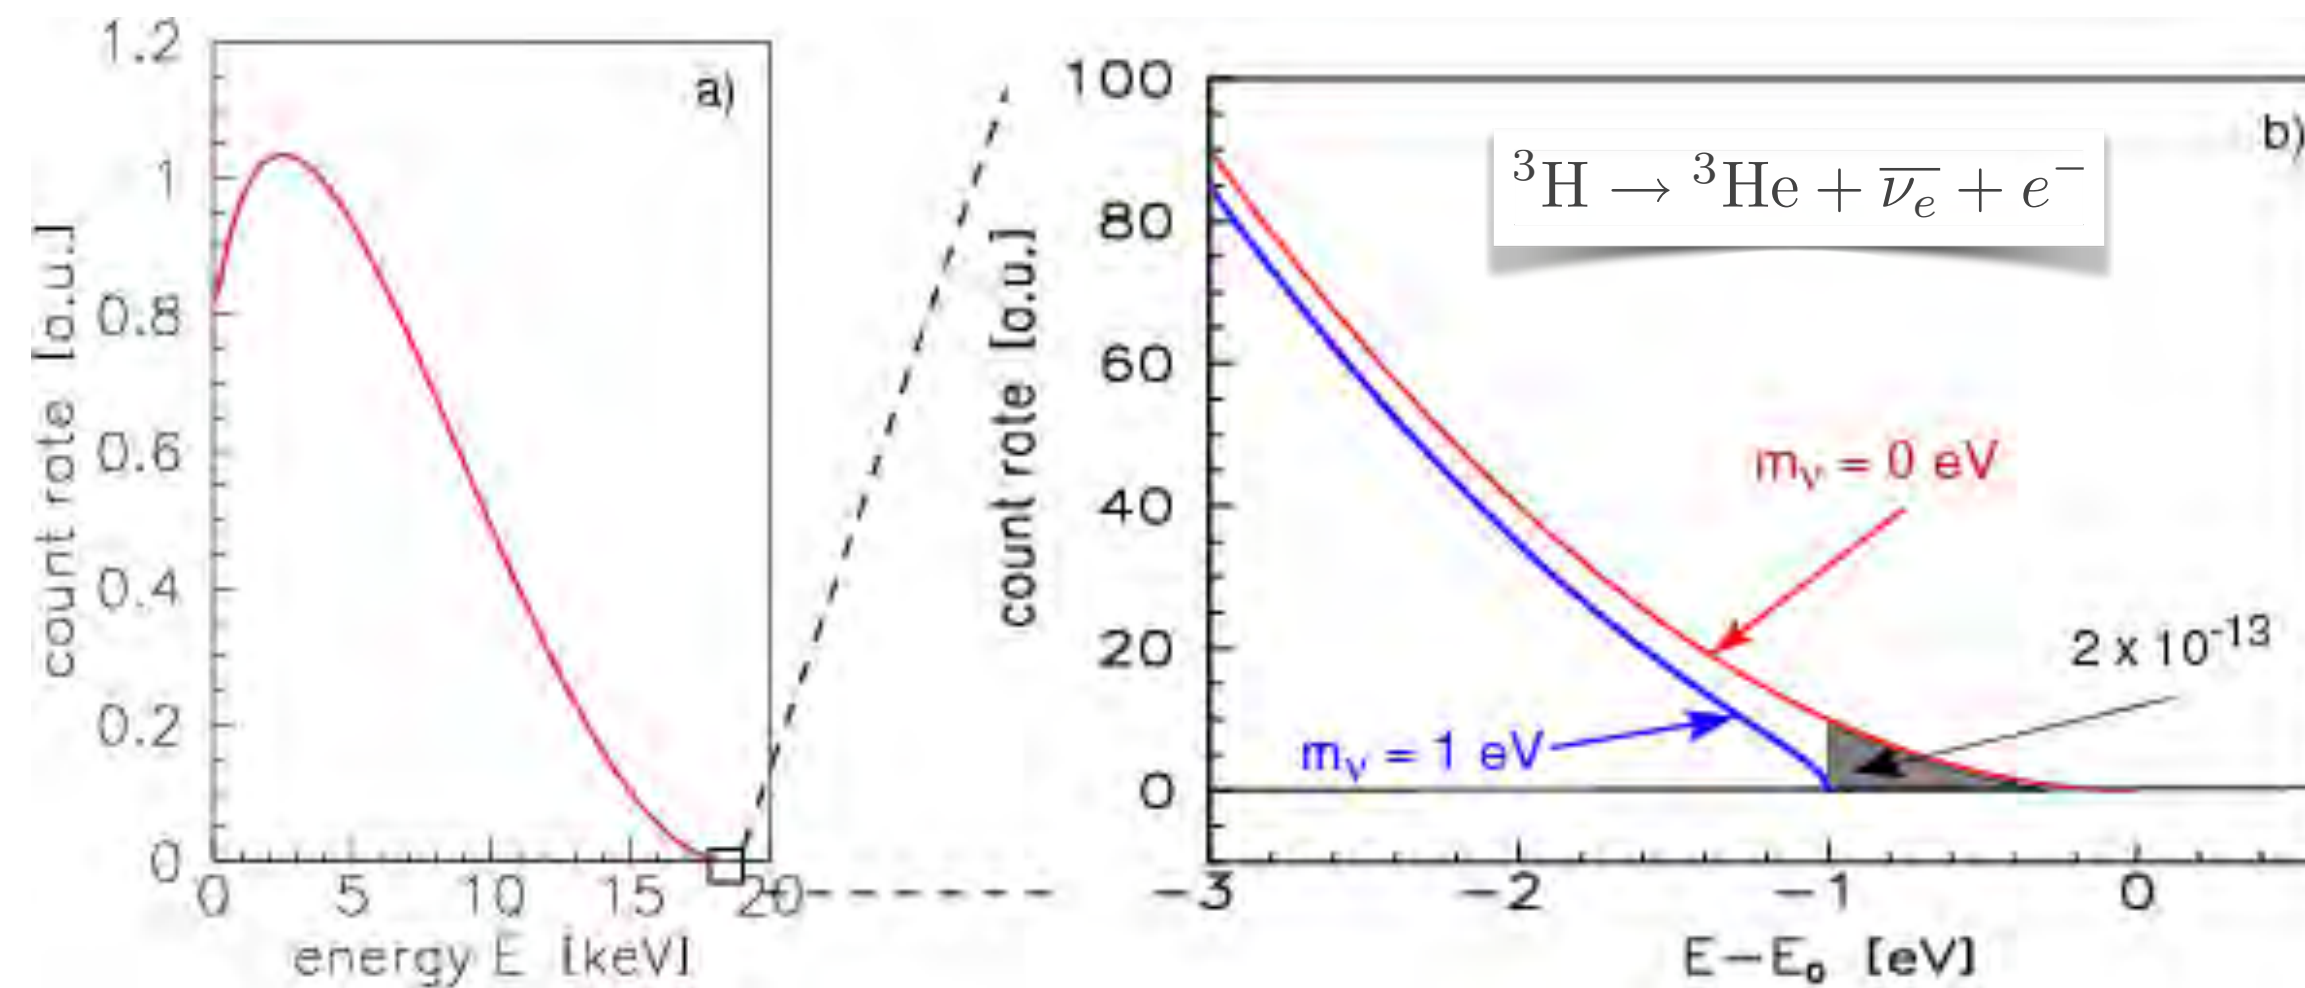 1.2
1
0.8
0.6
0.4
0.2
0
0 5 10 15 20
count rate [a.u.]
energy E [keV]
a)
100
80
60
40
20
0
-3 -2 -1 0
count rate [a.u.]
E−E₀ [eV]
b)
³H → ³He + ν̅ₑ + e⁻
mᵥ = 0 eV
2 x 10⁻¹³
mᵥ = 1 eV